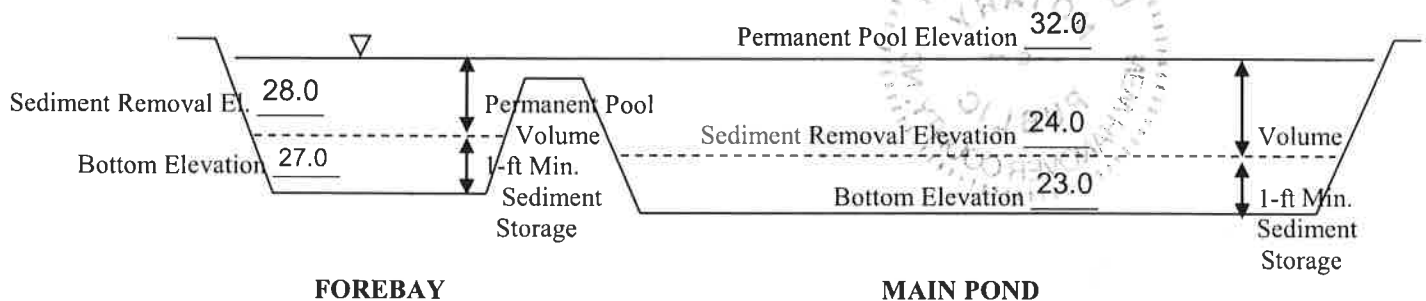 Permanent Pool Elevation 32.0
Sediment Removal El. 28.0
Permanent Pool
Volume
Sediment Removal Elevation 24.0
Volume
Bottom Elevation 27.0
1-ft Min.
Sediment
Storage
Bottom Elevation 23.0
1-ft Min.
Sediment
Storage
FOREBAY
MAIN POND